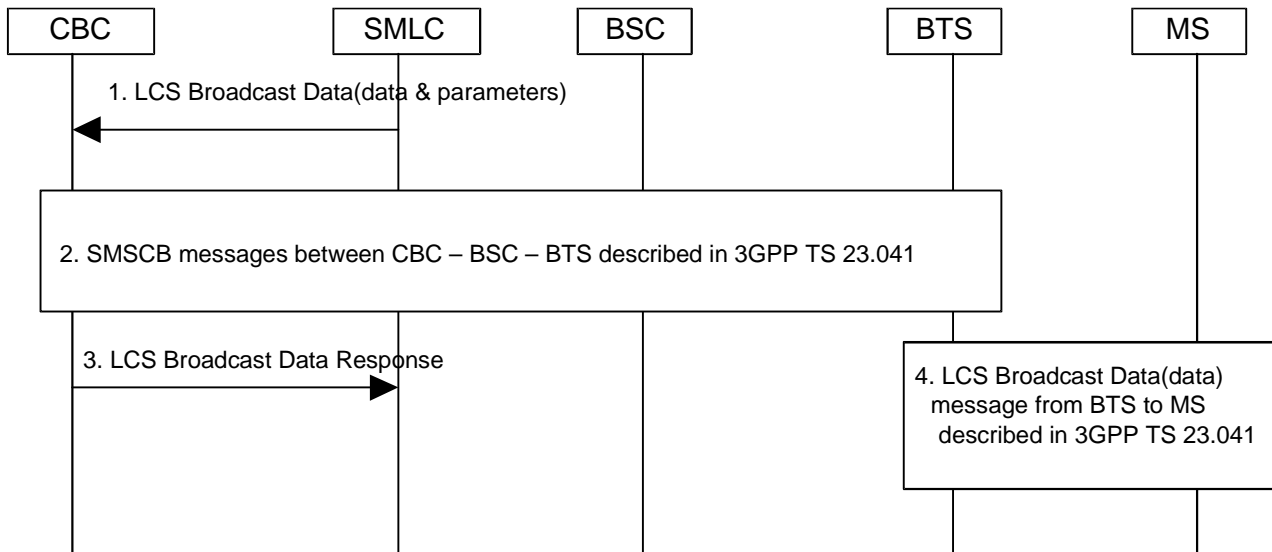 CBC
SMLC
BSC
BTS
MS
1. LCS Broadcast Data(data & parameters)
2. SMSCB messages between CBC – BSC – BTS described in 3GPP TS 23.041
3. LCS Broadcast Data Response
4. LCS Broadcast Data(data)
message from BTS to MS
described in 3GPP TS 23.041